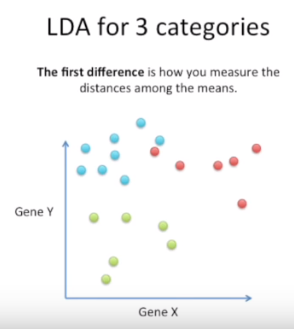 LDA for 3 categories
The first difference is how you measure the
distances among the means.
Gene Y
Gene X